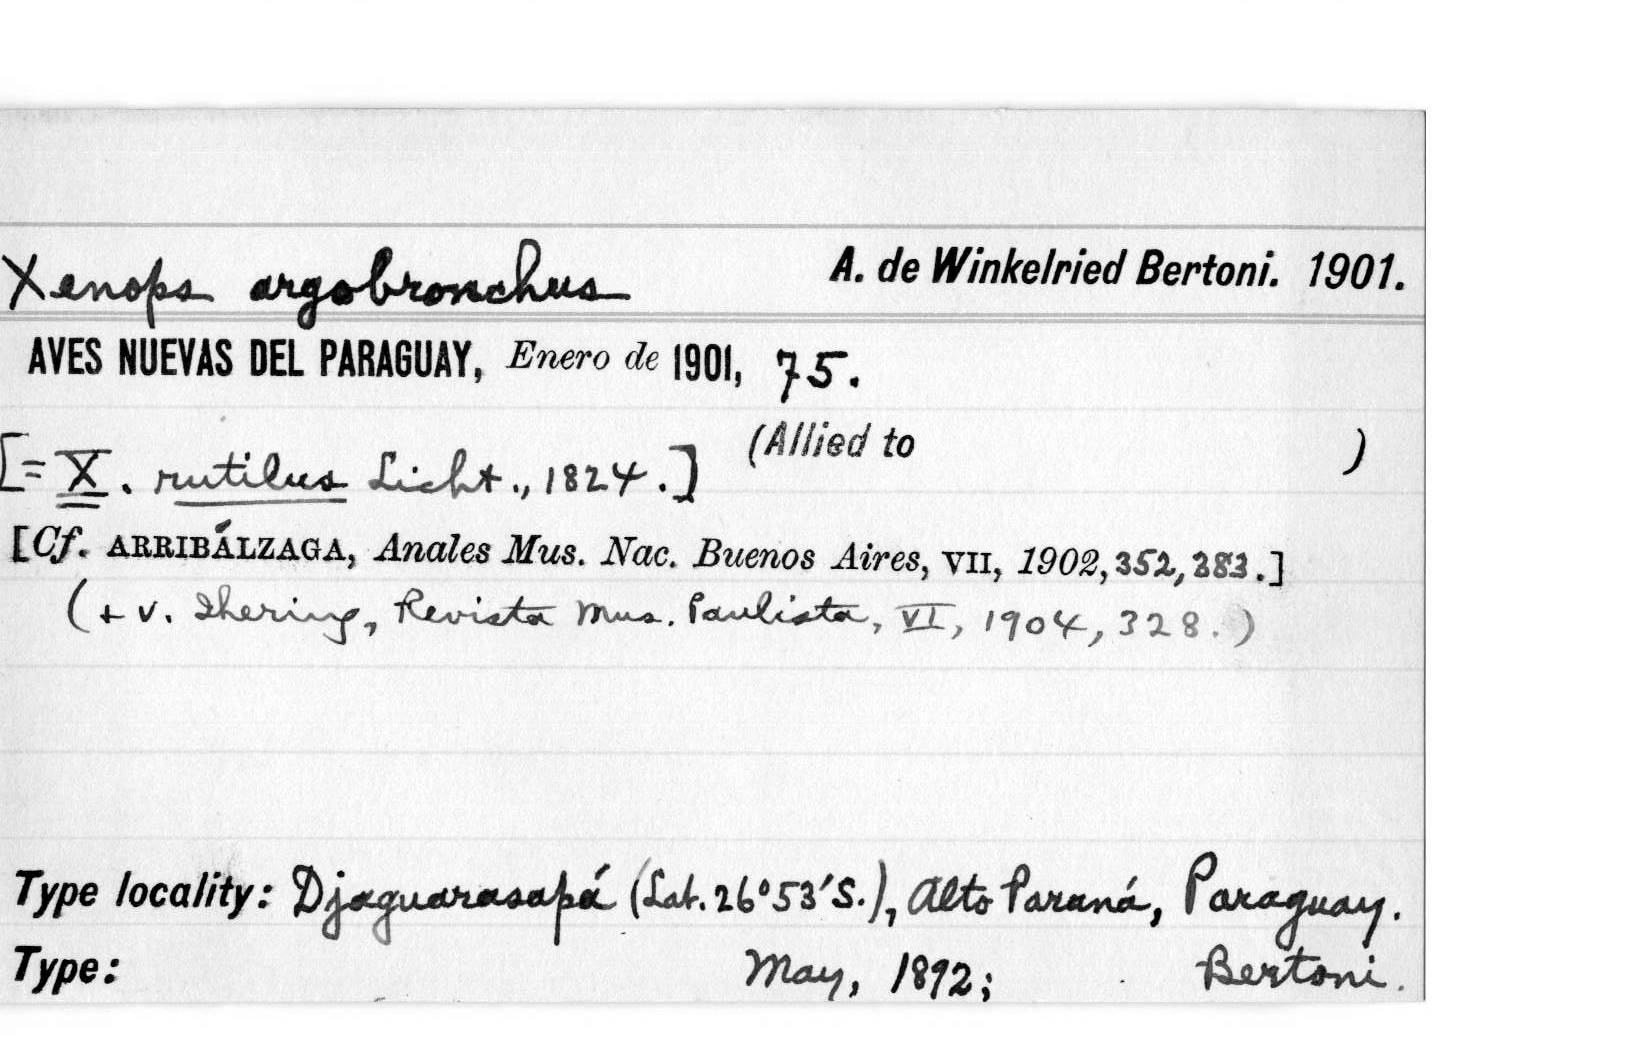 Xenops argobronchus A. de Winkelried Bertoni. 1901.
AVES NUEVAS DEL PARAGUAY, Enero de 1901, 75.
(Allied to )
[= X. rutilus Licht., 1824.]
[Cf. ARRIBÁLZAGA, Anales Mus. Nac. Buenos Aires, VII, 1902, 352, 383.]
(+ v. Ihering, Revista Mus. Paulista, VI, 1904, 328.)
Type locality: Djaguarasapá (Lat. 26°53'S.), Alto Paraná, Paraguay.
Type: May, 1892; Bertoni.